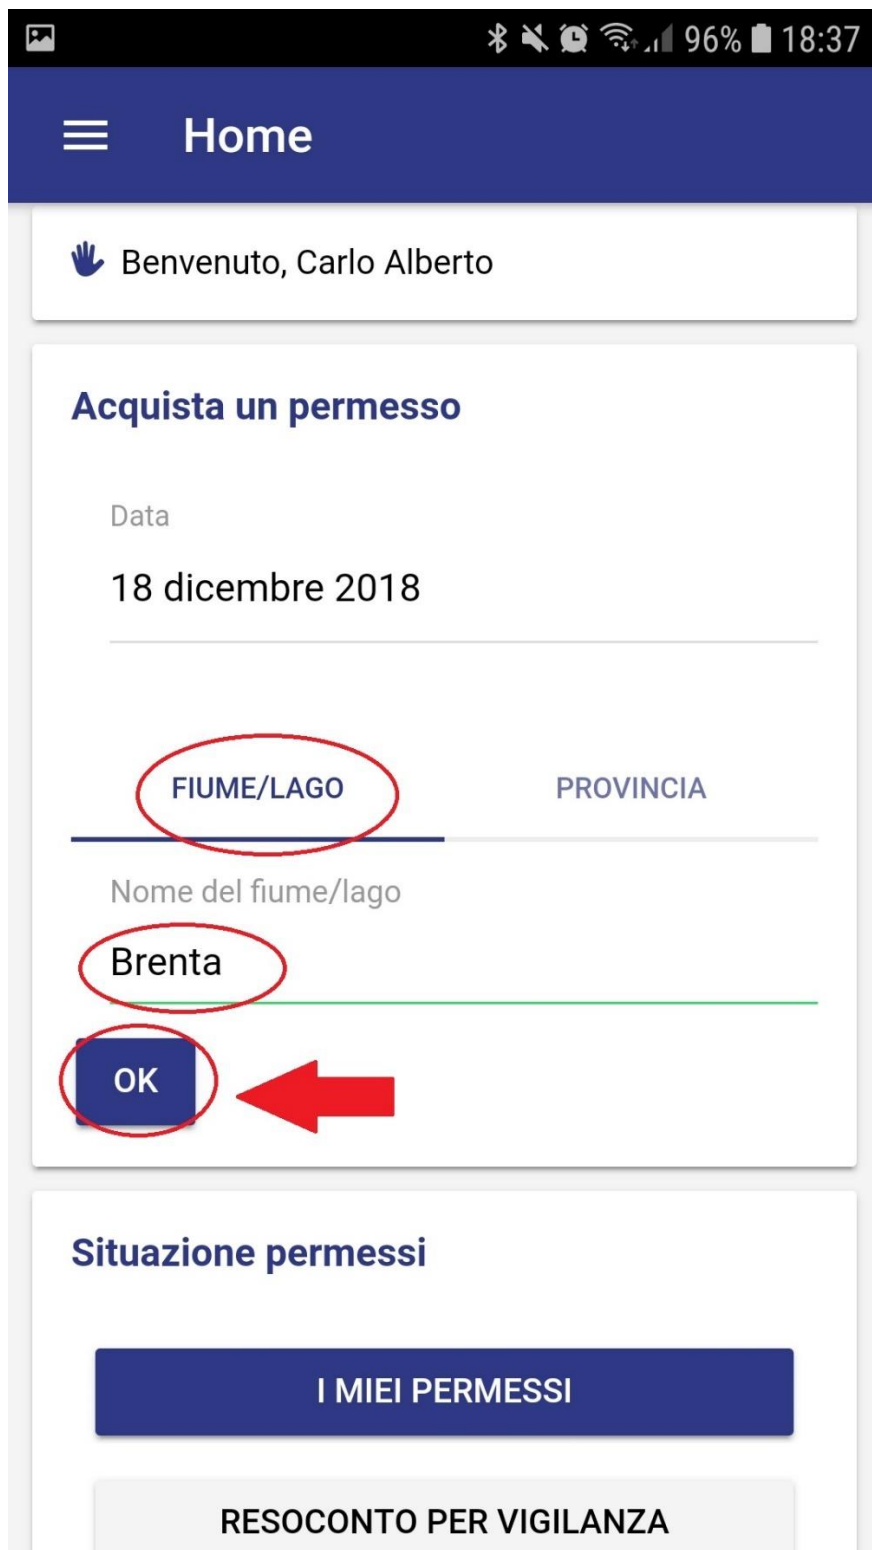 96% 18:37
Home
Benvenuto, Carlo Alberto
Acquista un permesso
Data
18 dicembre 2018
FIUME/LAGO PROVINCIA
Nome del fiume/lago
Brenta
OK
Situazione permessi
I MIEI PERMESSI
RESOCONTO PER VIGILANZA